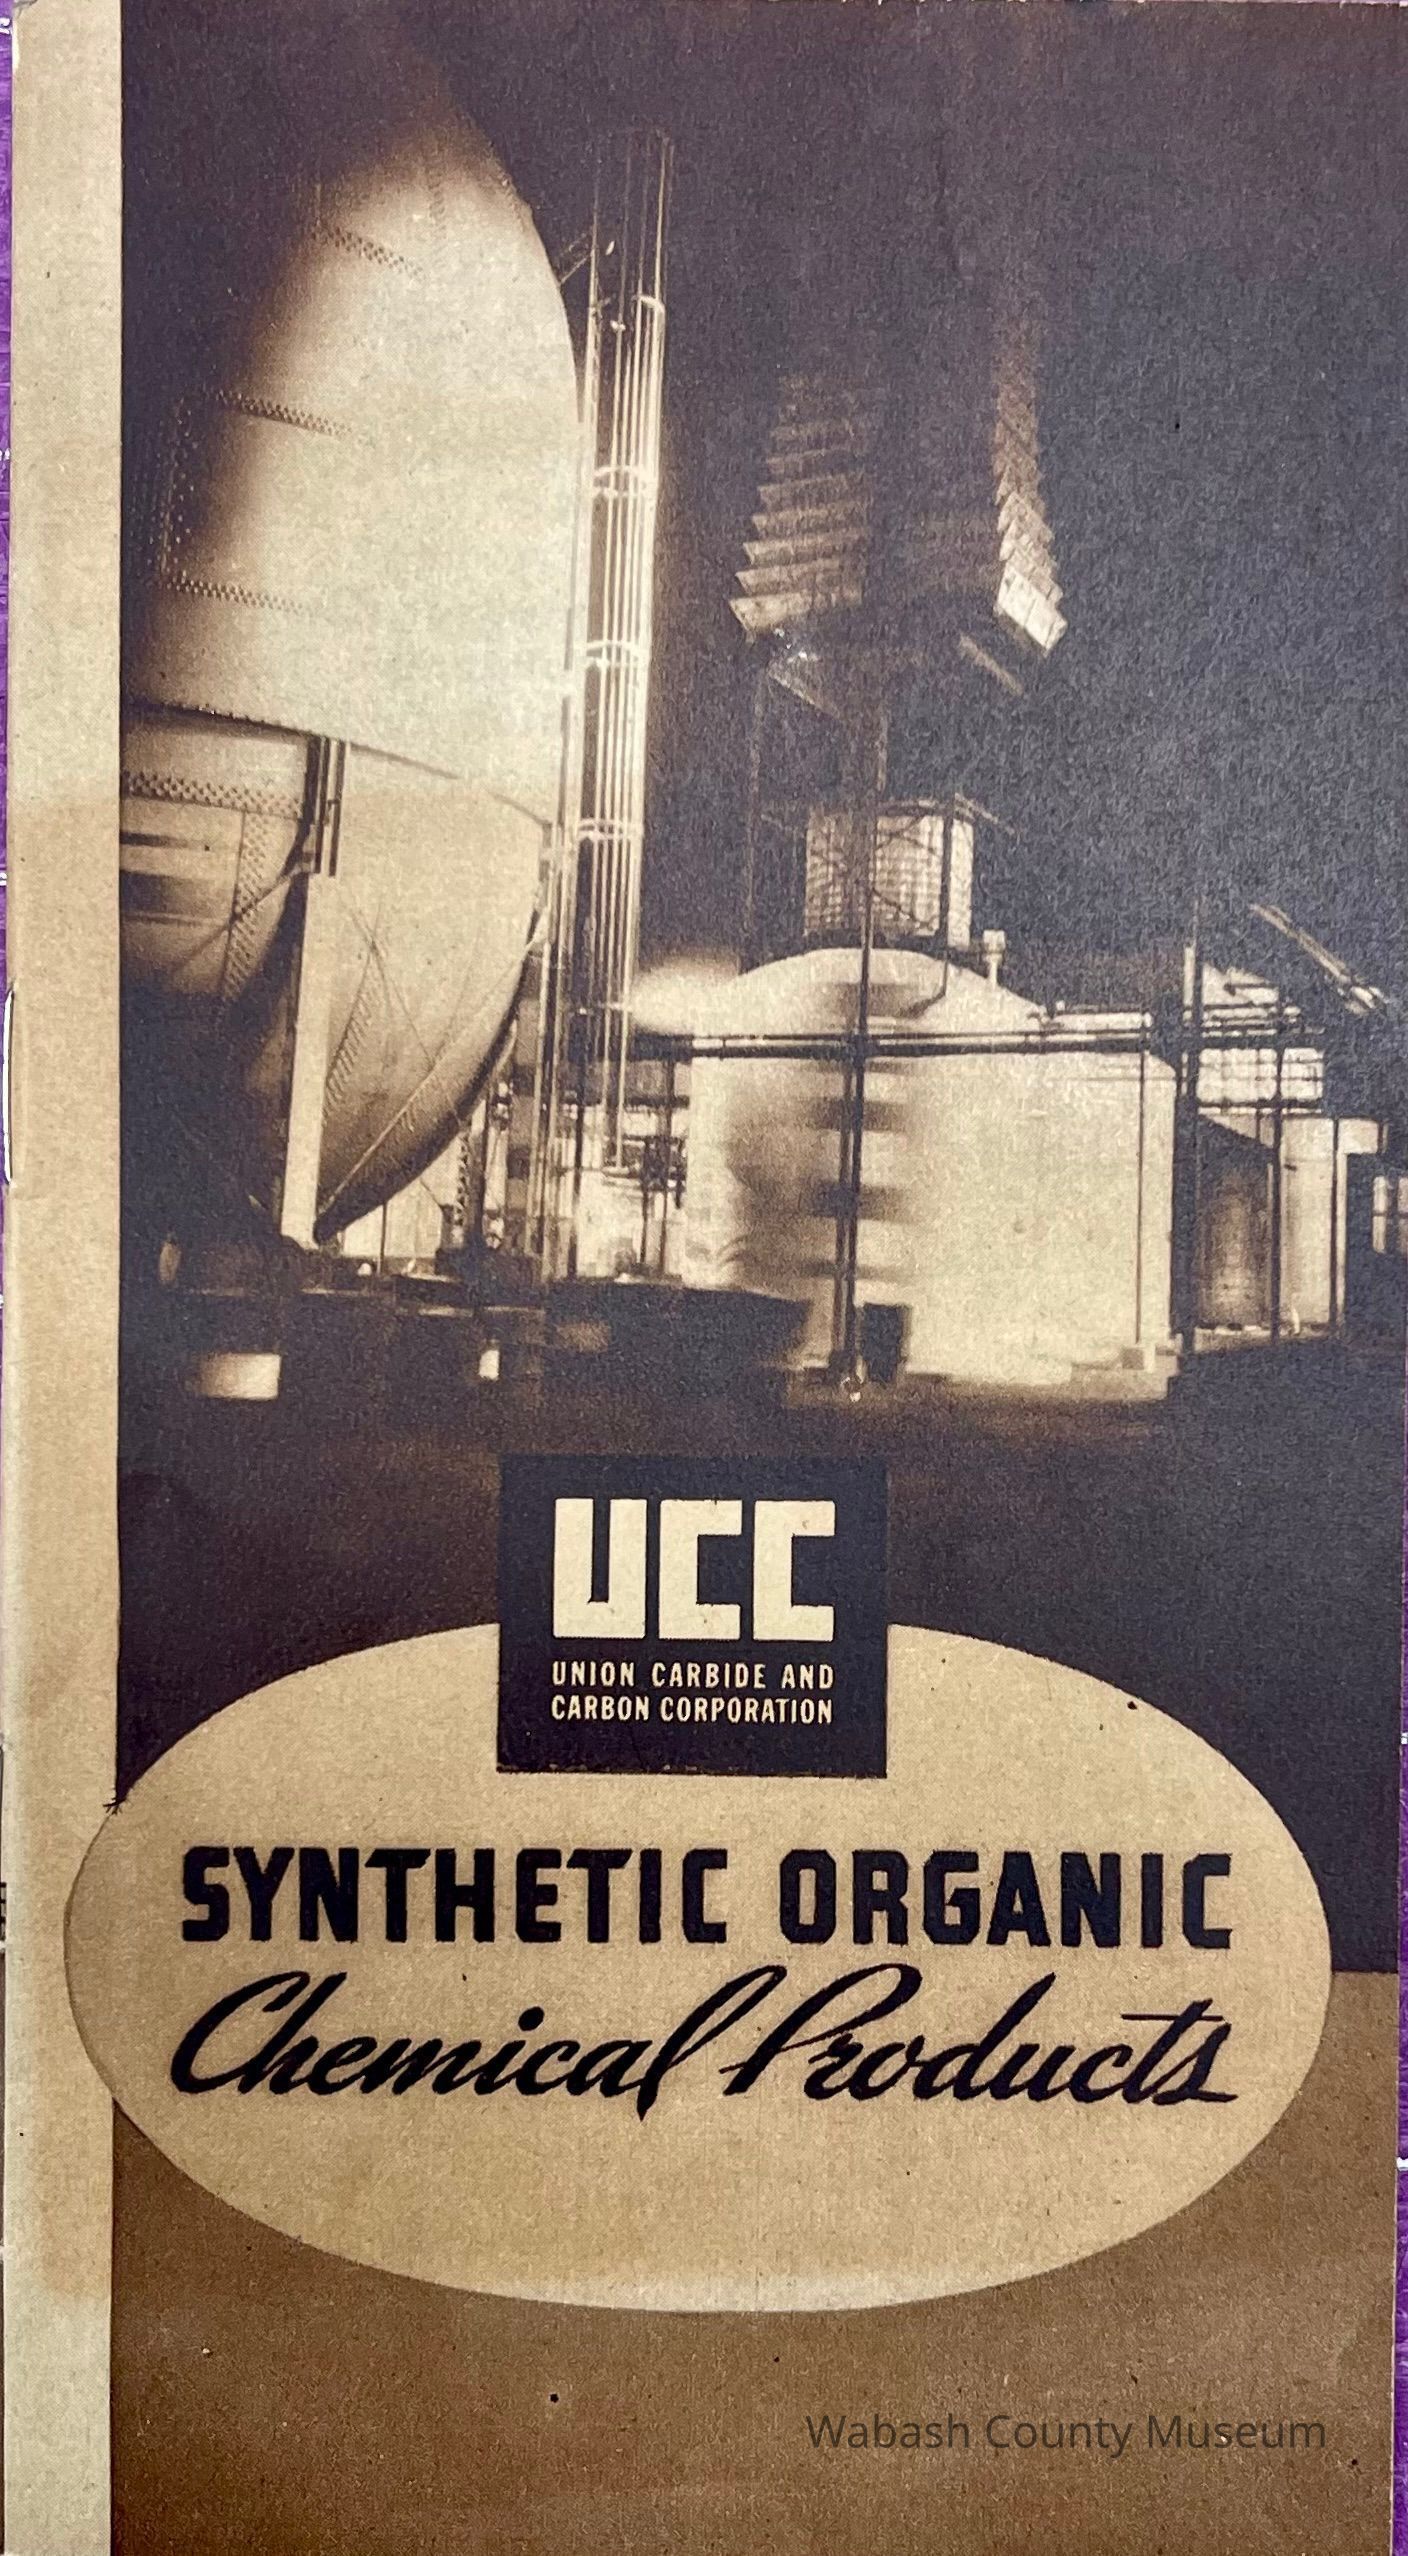 UCC
UNION CARBIDE AND
CARBON CORPORATION
SYNTHETIC ORGANIC
Chemical Products
Wabash County Museum